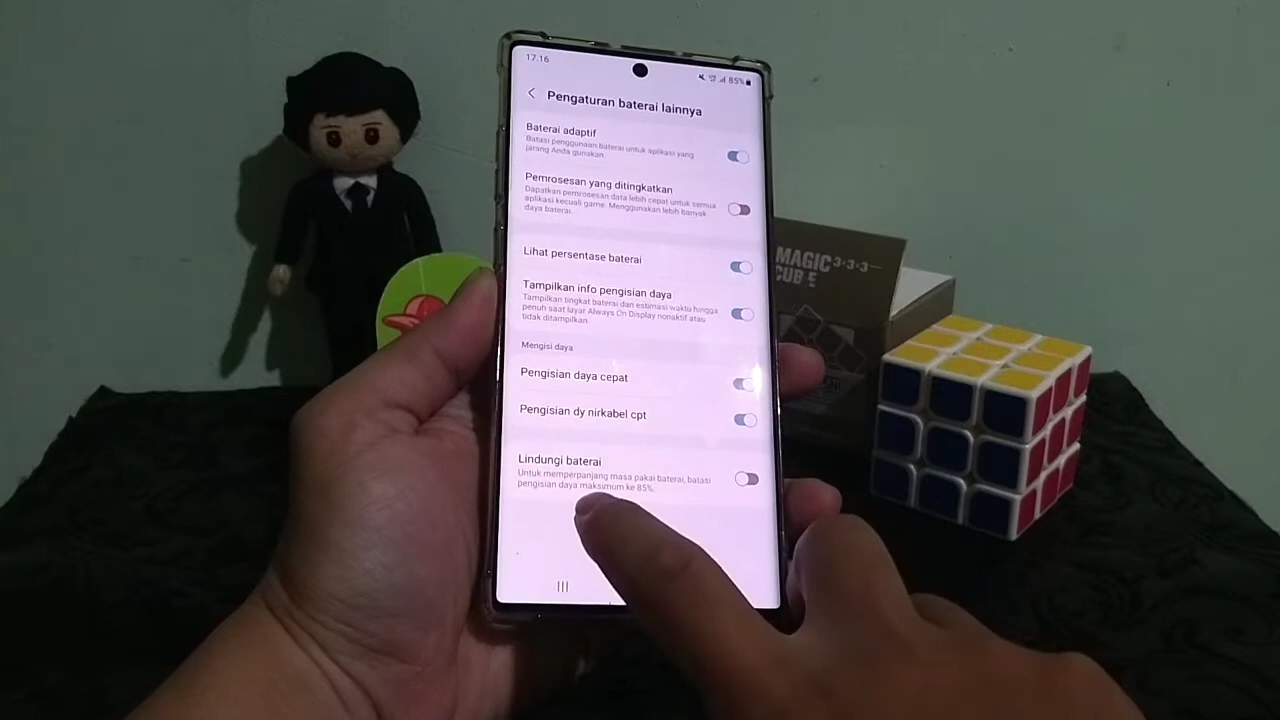 17.16
85%
Pengaturan baterai lainnya
Baterai adaptif
Batasi penggunaan baterai untuk aplikasi yang
jarang Anda gunakan.
Pemrosesan yang ditingkatkan
Dapatkan pemrosesan data lebih cepat untuk semua
aplikasi kecuali game. Menggunakan lebih banyak
daya baterai.
Lihat persentase baterai
Tampilkan info pengisian daya
Tampilkan tingkat baterai dan estimasi waktu hingga
penuh saat layar Always On Display nonaktif atau
tidak ditampilkan.
Mengisi daya
Pengisian daya cepat
Pengisian dy nirkabel cpt
Lindungi baterai
Untuk memperpanjang masa pakai baterai, batasi
pengisian daya maksimum ke 85%.
MAGIC 3×3×3
CUBE